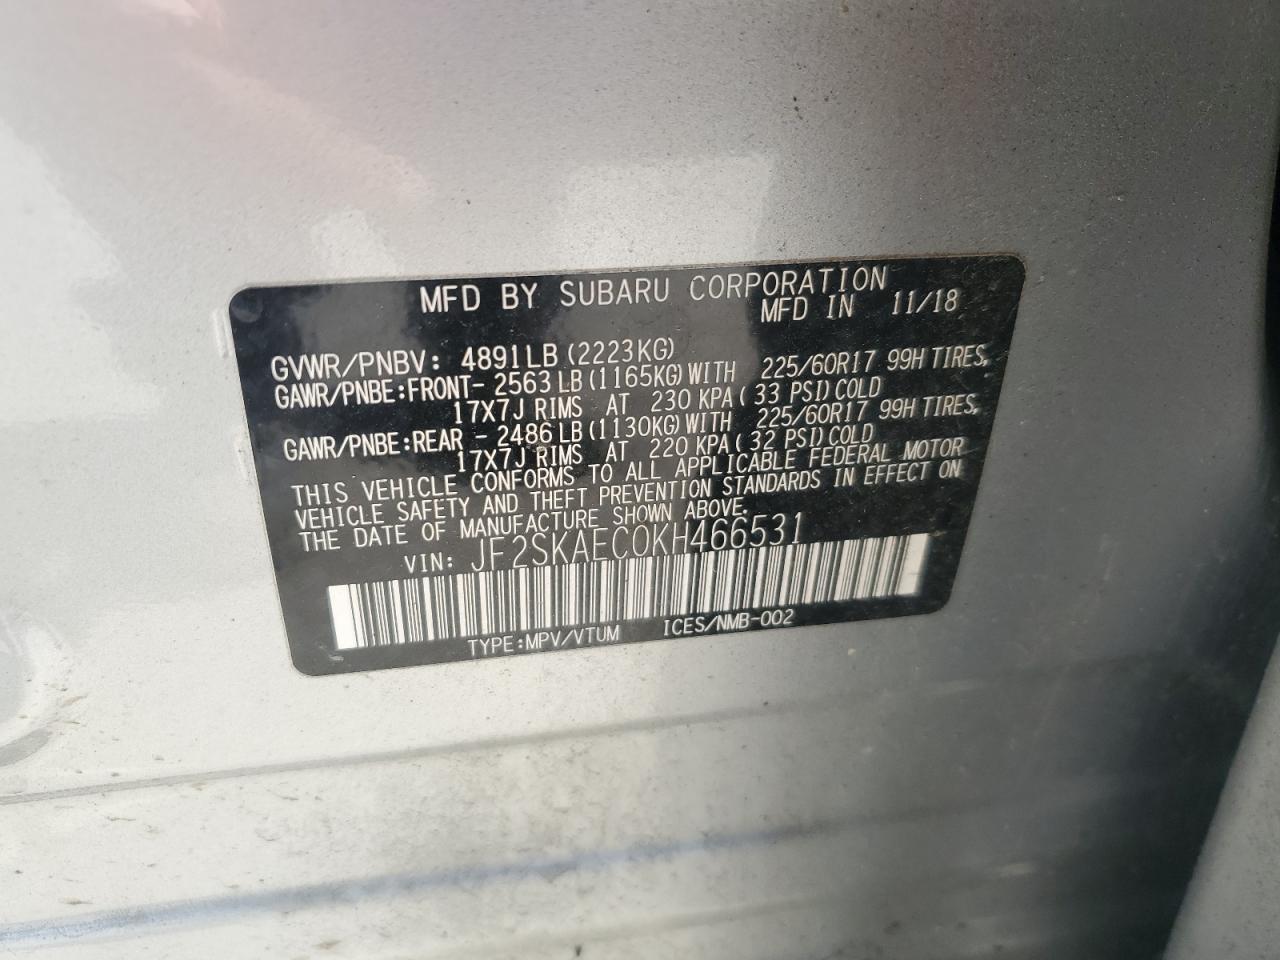 MFD BY SUBARU CORPORATION
MFD IN 11/18
GVWR/PNBV: 4891LB(2223KG)
GAWR/PNBE:FRONT- 2563LB(1165KG)WITH 225/60R17 99H TIRES,
17X7J RIMS AT 230 KPA( 33 PSI)COLD
GAWR/PNBE:REAR - 2486LB(1130KG)WITH 225/60R17 99H TIRES,
17X7J RIMS AT 220 KPA( 32 PSI)COLD
THIS VEHICLE CONFORMS TO ALL APPLICABLE FEDERAL MOTOR
VEHICLE SAFETY AND THEFT PREVENTION STANDARDS IN EFFECT ON
THE DATE OF MANUFACTURE SHOWN ABOVE.
VIN: JF2SKAEC0KH466531
TYPE:MPV/VTUM ICES/NMB-002